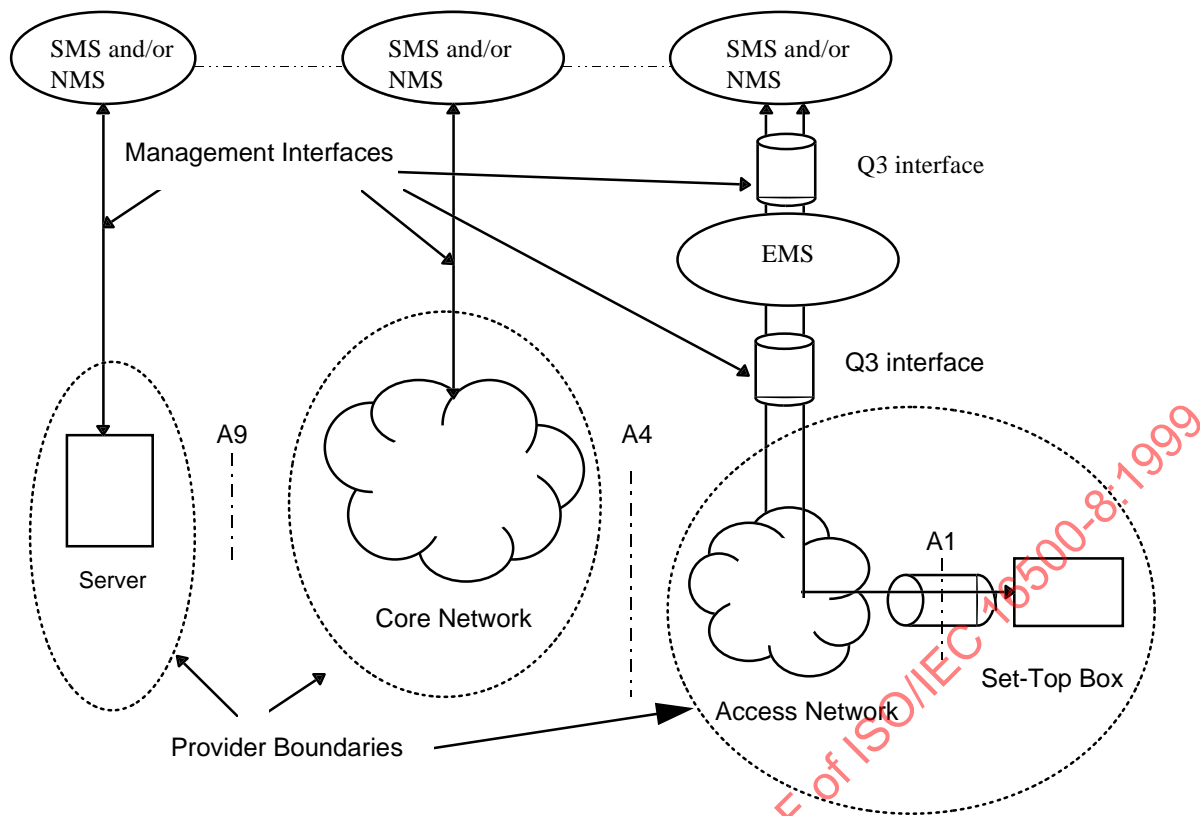 SMS and/or
NMS
SMS and/or
NMS
SMS and/or
NMS
Management Interfaces
Q3 interface
EMS
Q3 interface
A9
A4
A1
Server
Core Network
Set-Top Box
Access Network
Provider Boundaries
of ISO/IEC 16500-8:1999